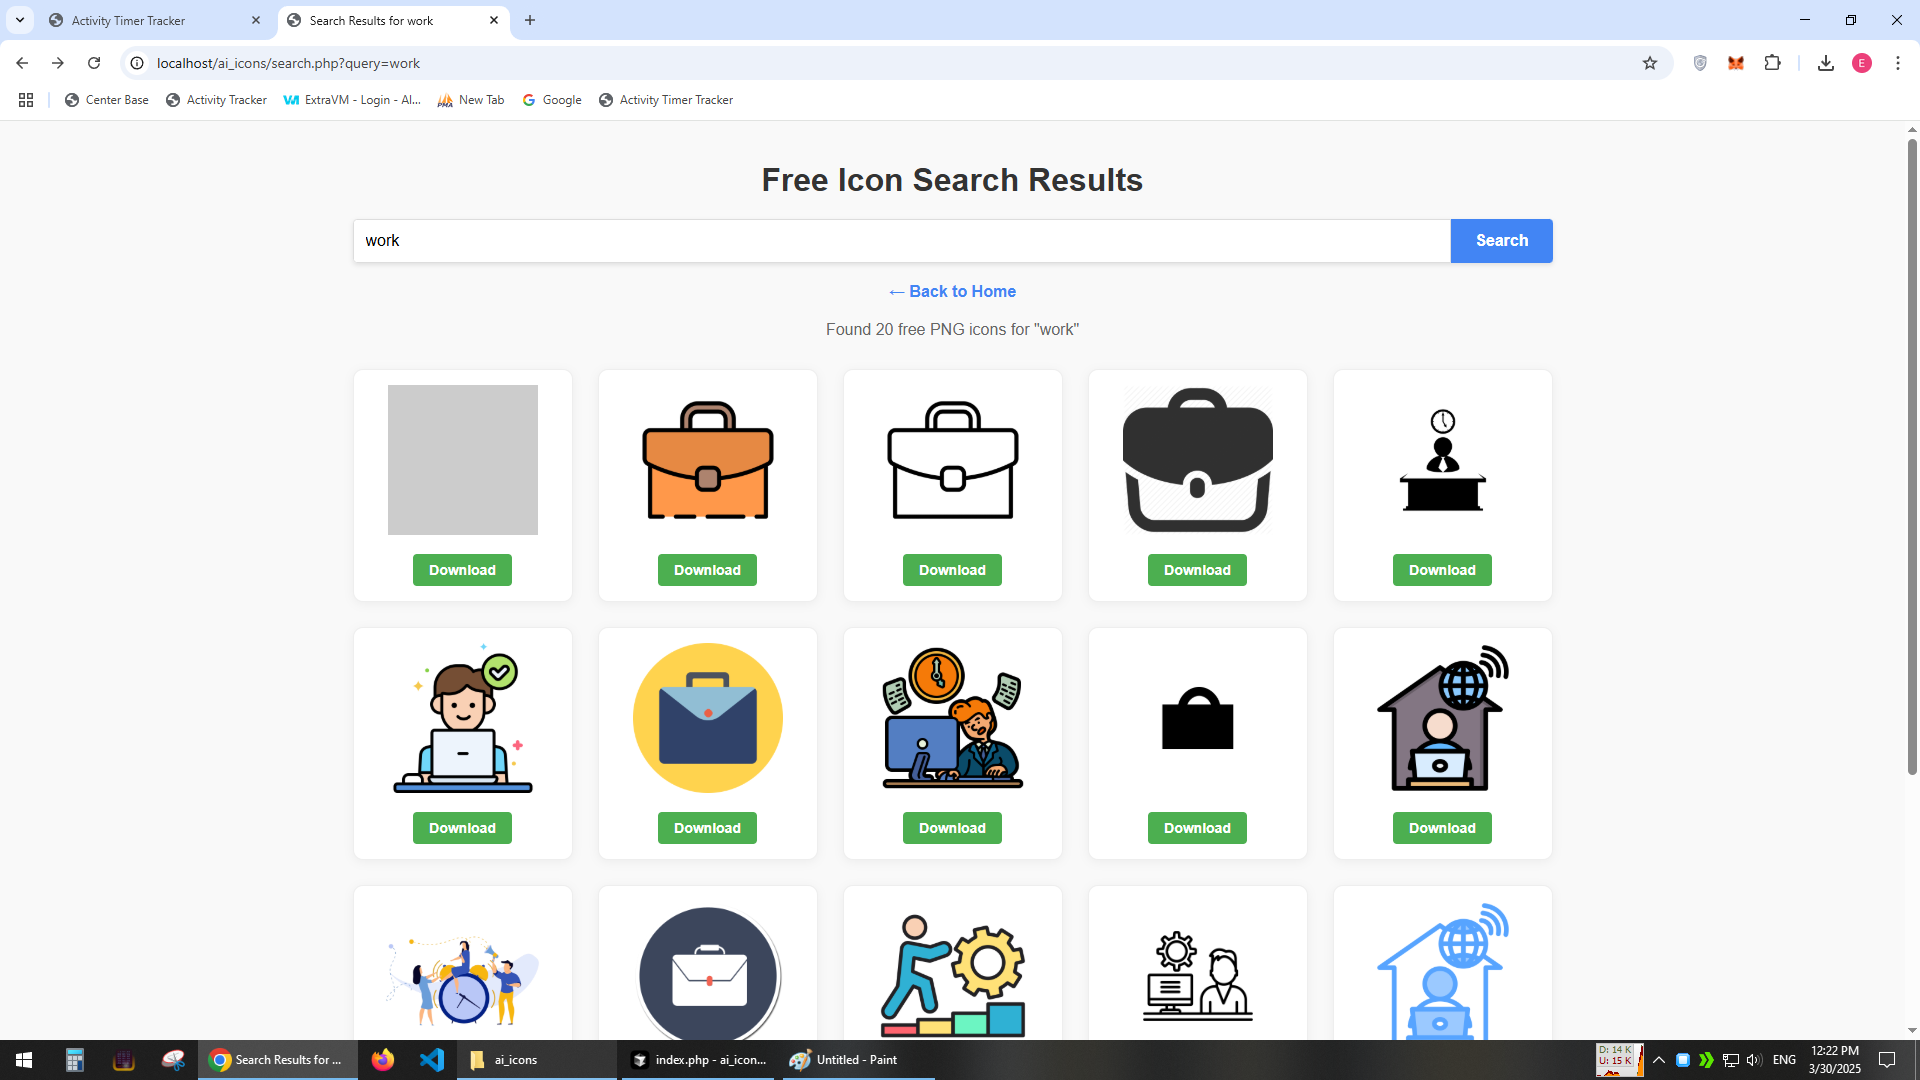 Activity Timer Tracker
Search Results for work
localhost/ai_icons/search.php?query=work
E
Center Base
Activity Tracker
ExtraVM - Login - Al...
New Tab
Google
Activity Timer Tracker
Free Icon Search Results
work
Search
← Back to Home
Found 20 free PNG icons for "work"
Download
Download
Download
Download
Download
Download
Download
Download
Download
Download
Search Results for ...
ai_icons
index.php - ai_icon...
Untitled - Paint
D: 14 K
U: 15 K
ENG
12:22 PM
3/30/2025